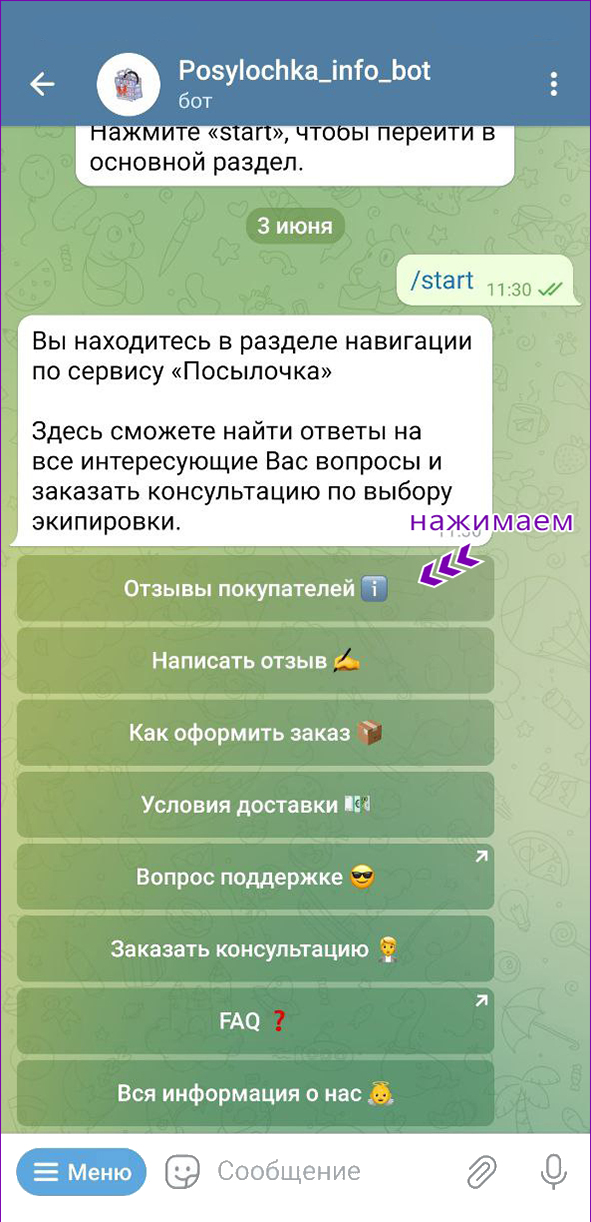 Posylochka_info_bot
бот
Нажмите «start», чтобы перейти в
основной раздел.
3 июня
/start 11:30
Вы находитесь в разделе навигации
по сервису «Посылочка»
Здесь сможете найти ответы на
все интересующие Вас вопросы и
заказать консультацию по выбору
экипировки.
нажимаем
11:30
Отзывы покупателей
Написать отзыв
Как оформить заказ
Условия доставки
Вопрос поддержке
Заказать консультацию
FAQ ❓
Вся информация о нас
Меню
Сообщение